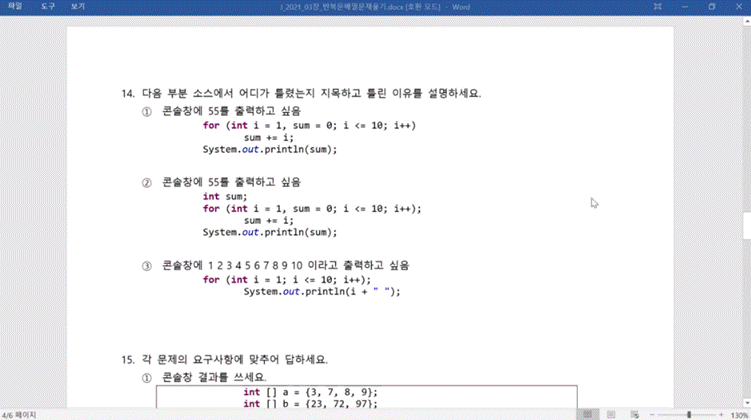 파일 도구 보기 J_2021_03장_반복문배열문제풀기.docx [호환 모드] - Word
14. 다음 부분 소스에서 어디가 틀렸는지 지목하고 틀린 이유를 설명하세요.
① 콘솔창에 55를 출력하고 싶음
for (int i = 1, sum = 0; i <= 10; i++)
sum += i;
System.out.println(sum);
② 콘솔창에 55를 출력하고 싶음
int sum;
for (int i = 1, sum = 0; i <= 10; i++);
sum += i;
System.out.println(sum);
③ 콘솔창에 1 2 3 4 5 6 7 8 9 10 이라고 출력하고 싶음
for (int i = 1; i <= 10; i++);
System.out.println(i + " ");
15. 각 문제의 요구사항에 맞추어 답하세요.
① 콘솔창 결과를 쓰세요.
int [] a = {3, 7, 8, 9};
int [] b = {23, 72, 97};
4/6 페이지 130%